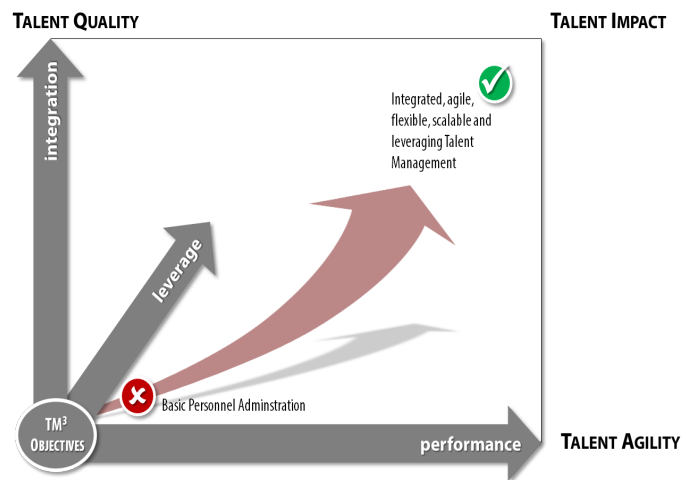 TALENT QUALITY
TALENT IMPACT
integration
Integrated, agile,
flexible, scalable and
leveraging Talent
Management
leverage
Basic Personnel Adminstration
TM³
OBJECTIVES
performance
TALENT AGILITY